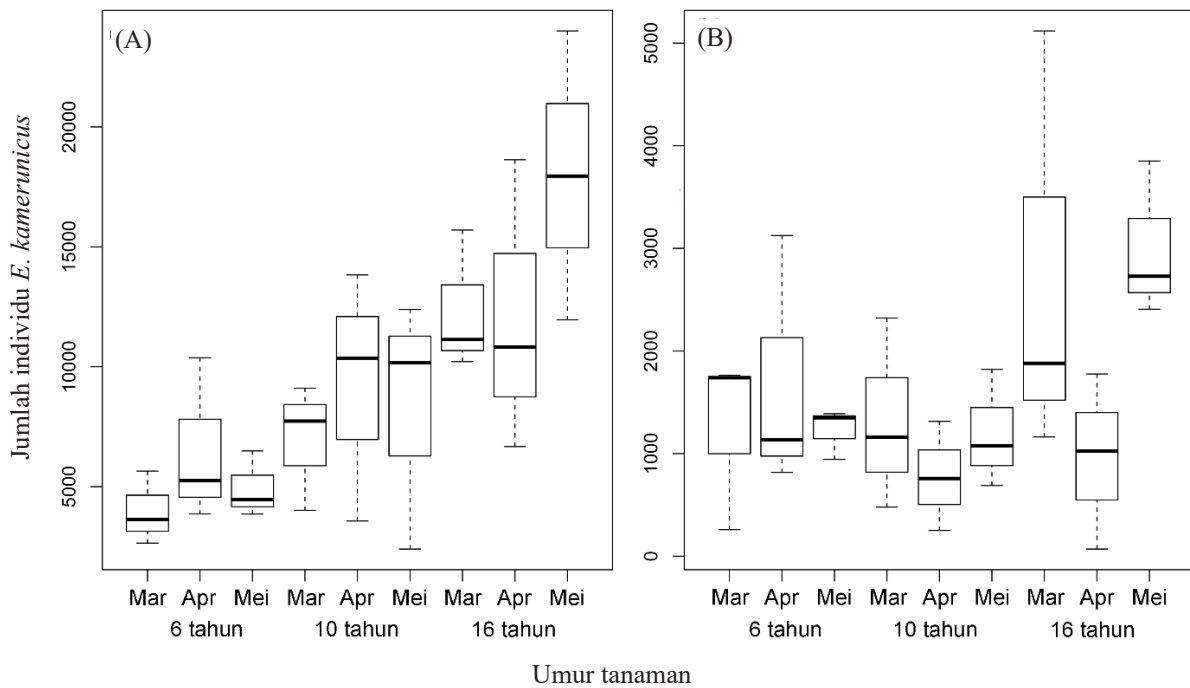 (A)
(B)
Jumlah individu E. kamerunicus
20000
15000
10000
5000
5000
4000
3000
2000
1000
0
Mar Apr Mei Mar Apr Mei Mar Apr Mei
6 tahun 10 tahun 16 tahun
Mar Apr Mei Mar Apr Mei Mar Apr Mei
6 tahun 10 tahun 16 tahun
Umur tanaman